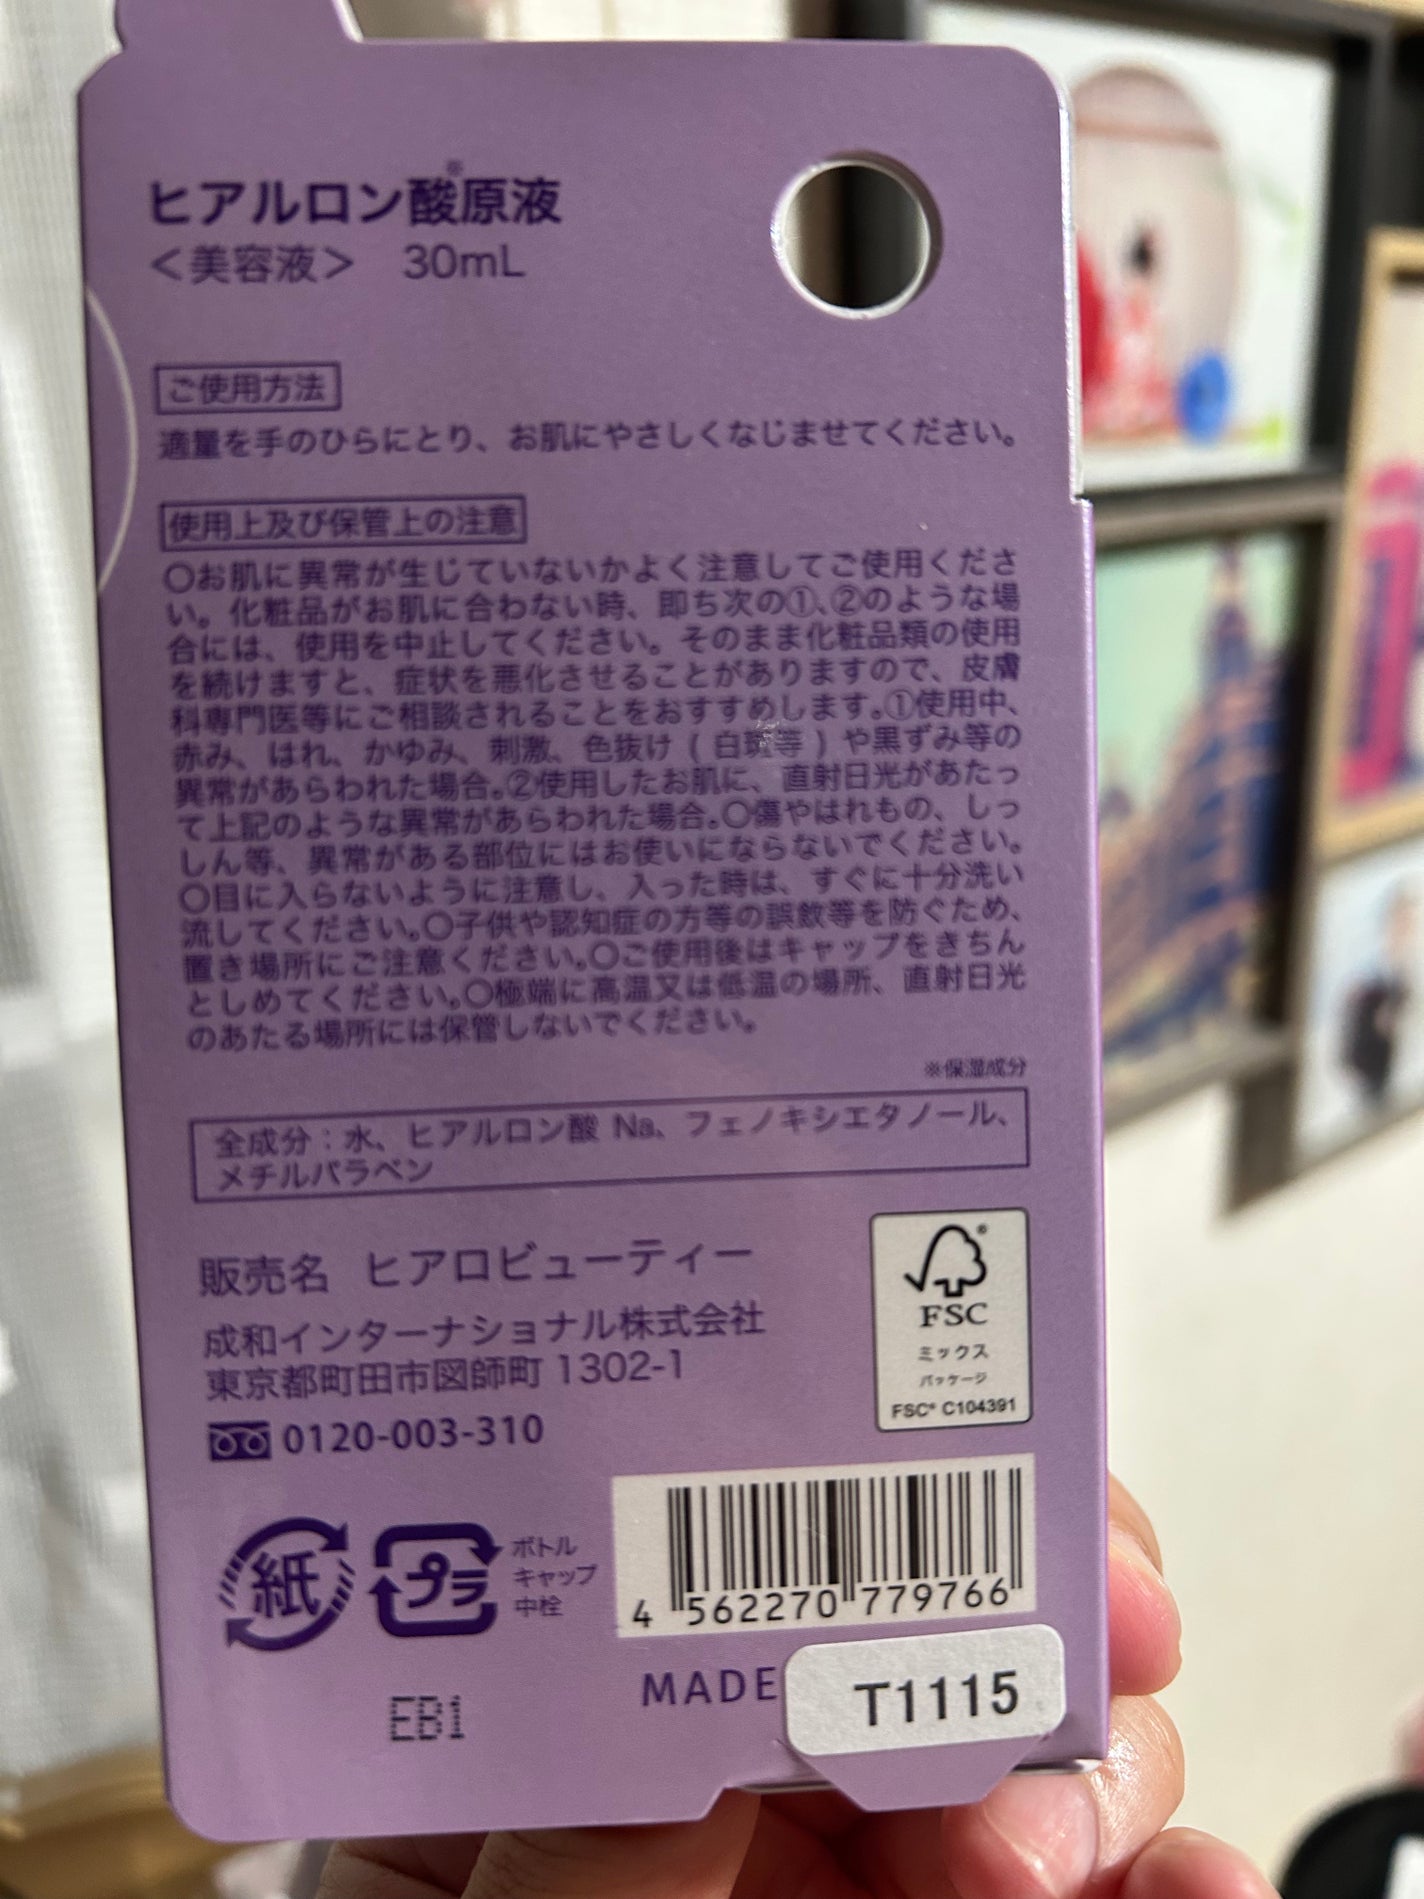 ヒアルロン酸※原液
＜美容液＞ 30mL
ご使用方法
適量を手のひらにとり、お肌にやさしくなじませてください。
使用上及び保管上の注意
○お肌に異常が生じていないかよく注意してご使用くださ
い。化粧品がお肌に合わない時、即ち次の①、②のような場
合には、使用を中止してください。そのまま化粧品類の使用
を続けますと、症状を悪化させることがありますので、皮膚
科専門医等にご相談されることをおすすめします。①使用中、
赤み、はれ、かゆみ、刺激、色抜け(白斑等)や黒ずみ等の
異常があらわれた場合。②使用したお肌に、直射日光があたっ
て上記のような異常があらわれた場合。○傷やはれもの、しっ
しん等、異常がある部位にはお使いにならないでください。
○目に入らないように注意し、入った時は、すぐに十分洗い
流してください。○子供や認知症の方等の誤飲等を防ぐため、
置き場所にご注意ください。○ご使用後はキャップをきちん
としめてください。○極端に高温又は低温の場所、直射日光
のあたる場所には保管しないでください。
※保湿成分
全成分：水、ヒアルロン酸 Na、フェノキシエタノール、
メチルパラベン
販売名 ヒアロビューティー
成和インターナショナル株式会社
東京都町田市図師町 1302-1
0120-003-310
FSC®
ミックス
パッケージ
FSC® C104391
紙
プラ
ボトル
キャップ
中栓
4 562270 779766
MADE
T1115
EB1